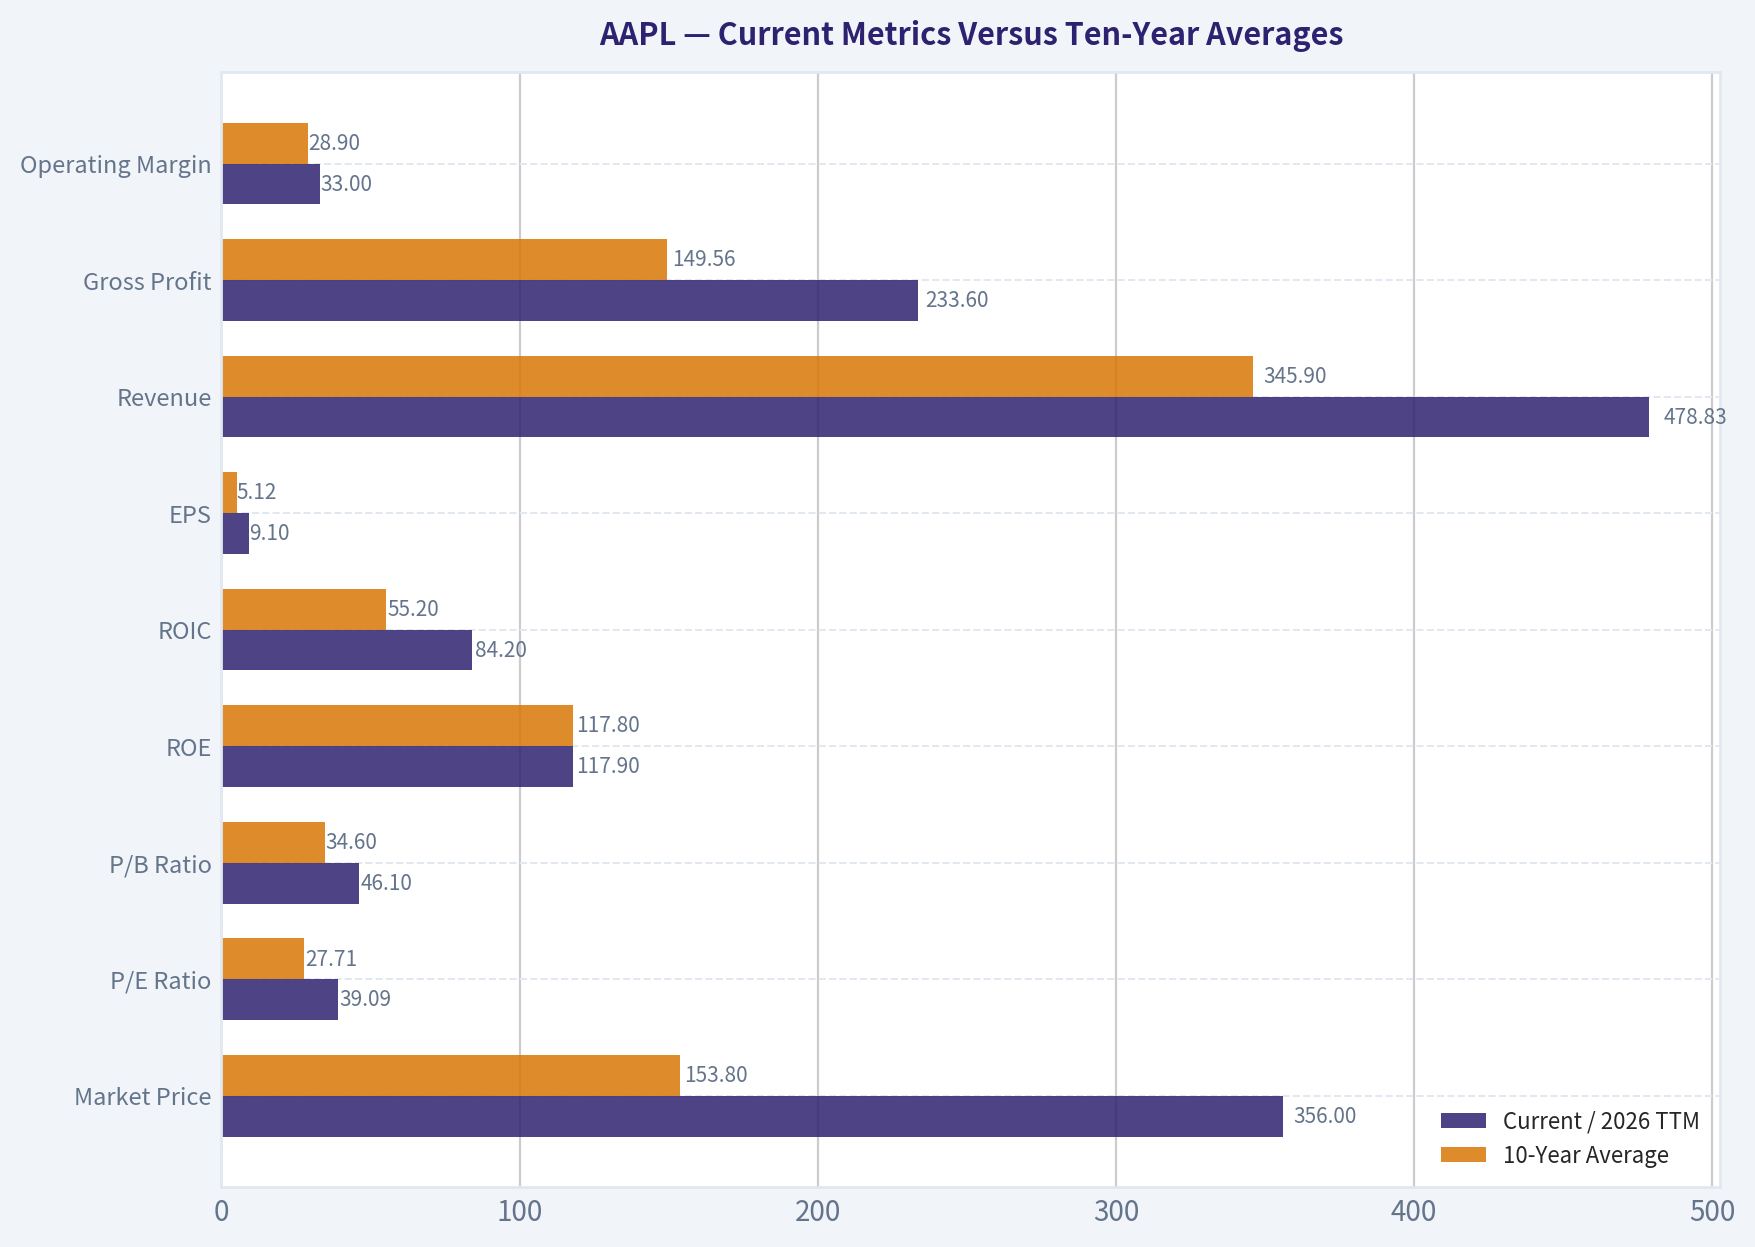 AAPL — Current Metrics Versus Ten-Year Averages
Operating Margin
28.90
33.00
Gross Profit
149.56
233.60
Revenue
345.90
478.83
EPS
5.12
9.10
ROIC
55.20
84.20
ROE
117.80
117.90
P/B Ratio
34.60
46.10
P/E Ratio
27.71
39.09
Market Price
153.80
356.00
Current / 2026 TTM
10-Year Average
0 100 200 300 400 500